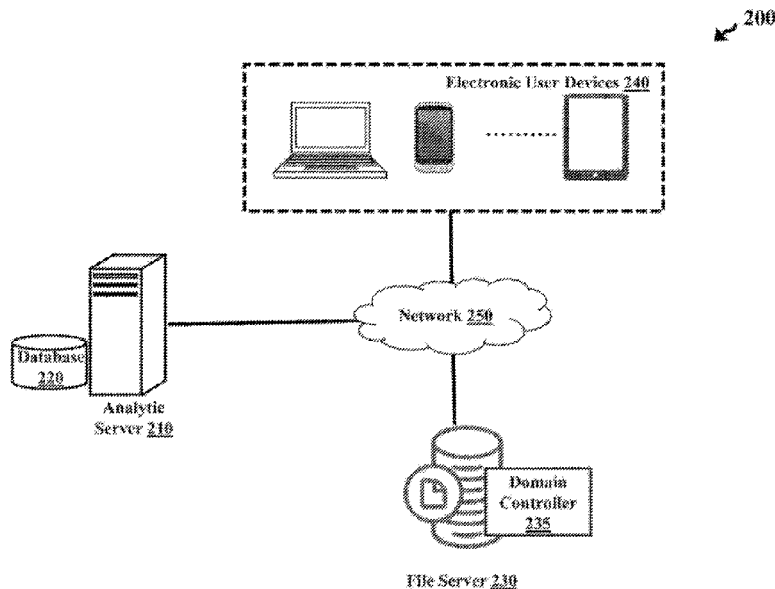 200
Electronic User Devices 240
Network 250
Database
220
Analytic
Server 210
Domain
Controller
235
File Server 230